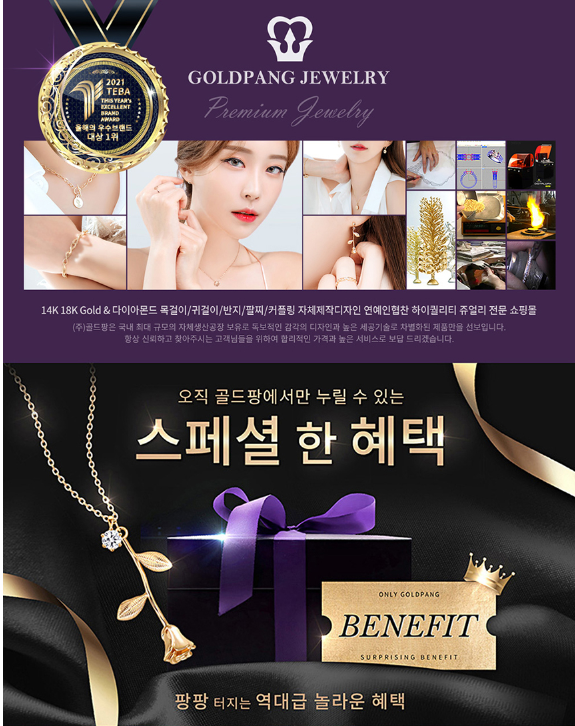 2021
TEBA
THIS YEAR's
EXCELLENT
BRAND
AWARD
올해의 우수브랜드
대상 1위
GOLDPANG JEWELRY
Premium Jewelry
14K 18K Gold & 다이아몬드 목걸이/귀걸이/반지/팔찌/커플링 자체제작디자인 연예인협찬 하이퀄리티 쥬얼리 전문 쇼핑몰
(주)골드팡은 국내 최대 규모의 자체생산공장 보유로 독보적인 감각의 디자인과 높은 세공기술로 차별화된 제품만을 선보입니다.
항상 신뢰하고 찾아주시는 고객님들을 위하여 합리적인 가격과 높은 서비스로 보답 드리겠습니다.
오직 골드팡에서만 누릴 수 있는
스페셜 한 혜택
ONLY GOLDPANG
BENEFIT
SURPRISING BENEFIT
팡팡 터지는 역대급 놀라운 혜택